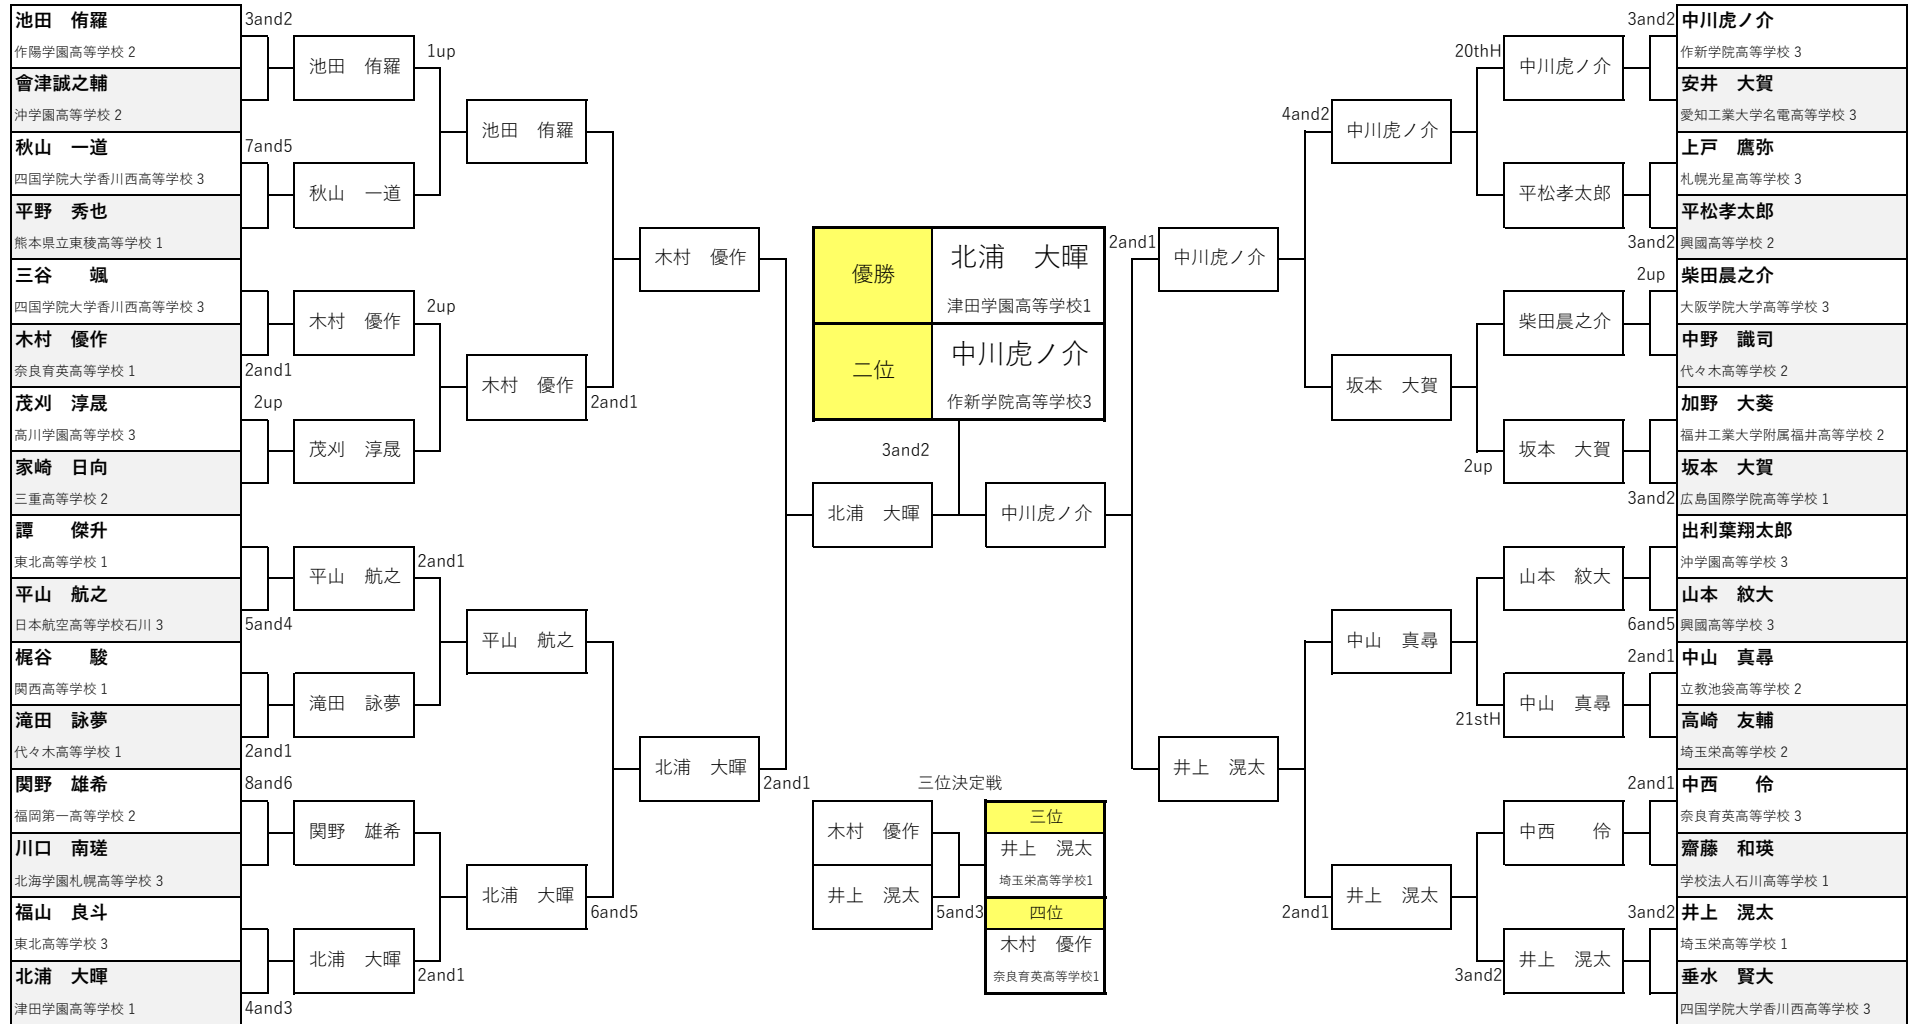 池田　侑羅
作陽学園高等学校 2
會津誠之輔
沖学園高等学校 2
秋山　一道
四国学院大学香川西高等学校 3
平野　秀也
熊本県立東稜高等学校 1
三谷　　颯
四国学院大学香川西高等学校 3
木村　優作
奈良育英高等学校 1
茂刈　淳晟
高川学園高等学校 3
家崎　日向
三重高等学校 2
譚　　傑升
東北高等学校 1
平山　航之
日本航空高等学校石川 3
梶谷　　駿
関西高等学校 1
滝田　詠夢
代々木高等学校 1
関野　雄希
福岡第一高等学校 2
川口　南瑳
北海学園札幌高等学校 3
福山　良斗
東北高等学校 3
北浦　大暉
津田学園高等学校 1
3and2
7and5
2and1
2up
5and4
2and1
8and6
4and3
池田　侑羅
秋山　一道
木村　優作
茂刈　淳晟
平山　航之
滝田　詠夢
関野　雄希
北浦　大暉
1up
2up
2and1
2and1
池田　侑羅
木村　優作
平山　航之
北浦　大暉
2and1
6and5
木村　優作
北浦　大暉
2and1
優勝
北浦　大暉
津田学園高等学校1
二位
中川虎ノ介
作新学院高等学校3
3and2
北浦　大暉
中川虎ノ介
三位決定戦
木村　優作
井上　滉太
5and3
三位
井上　滉太
埼玉栄高等学校1
四位
木村　優作
奈良育英高等学校1
2and1
中川虎ノ介
井上　滉太
4and2
2and1
中川虎ノ介
坂本　大賀
中山　真尋
井上　滉太
20thH
2up
21stH
3and2
中川虎ノ介
平松孝太郎
柴田晨之介
坂本　大賀
山本　紋大
中山　真尋
中西　　伶
井上　滉太
3and2
3and2
2up
3and2
6and5
2and1
2and1
3and2
中川虎ノ介
作新学院高等学校 3
安井　大賀
愛知工業大学名電高等学校 3
上戸　鷹弥
札幌光星高等学校 3
平松孝太郎
興國高等学校 2
柴田晨之介
大阪学院大学高等学校 3
中野　識司
代々木高等学校 2
加野　大葵
福井工業大学附属福井高等学校 2
坂本　大賀
広島国際学院高等学校 1
出利葉翔太郎
沖学園高等学校 3
山本　紋大
興國高等学校 3
中山　真尋
立教池袋高等学校 2
高崎　友輔
埼玉栄高等学校 2
中西　　伶
奈良育英高等学校 3
齋藤　和瑛
学校法人石川高等学校 1
井上　滉太
埼玉栄高等学校 1
垂水　賢大
四国学院大学香川西高等学校 3